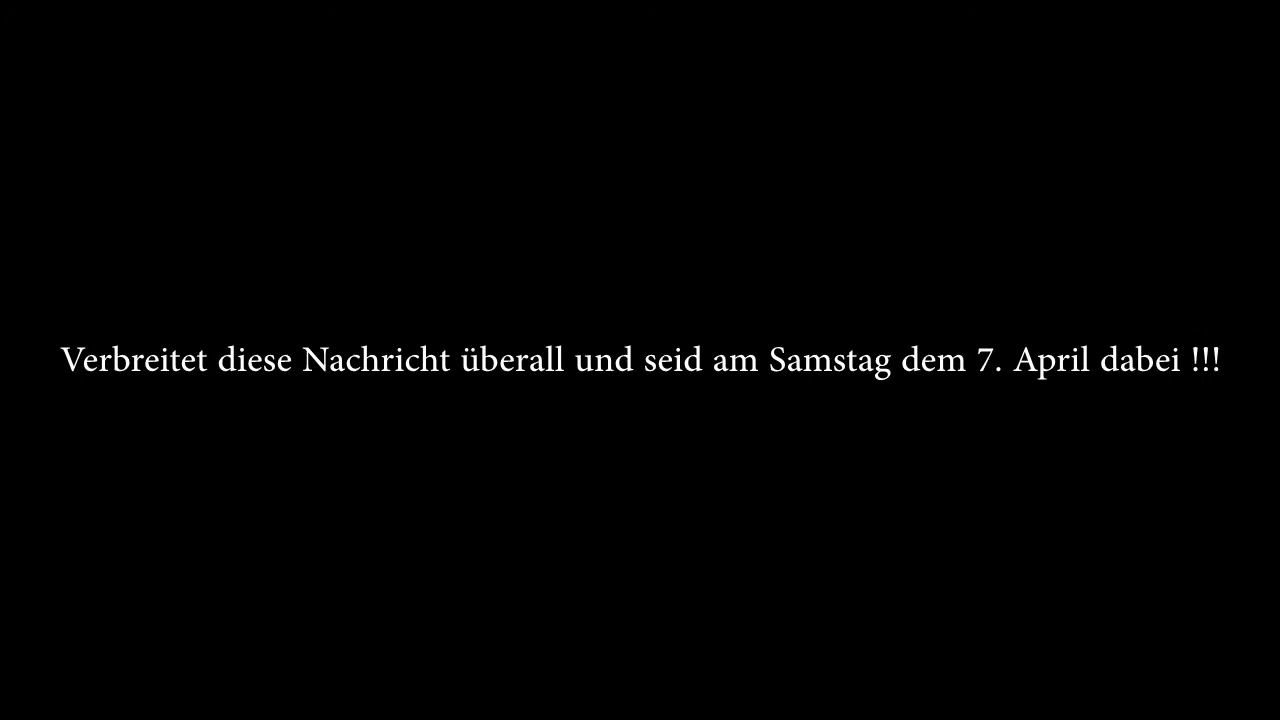 Verbreitet diese Nachricht überall und seid am Samstag dem 7. April dabei !!!